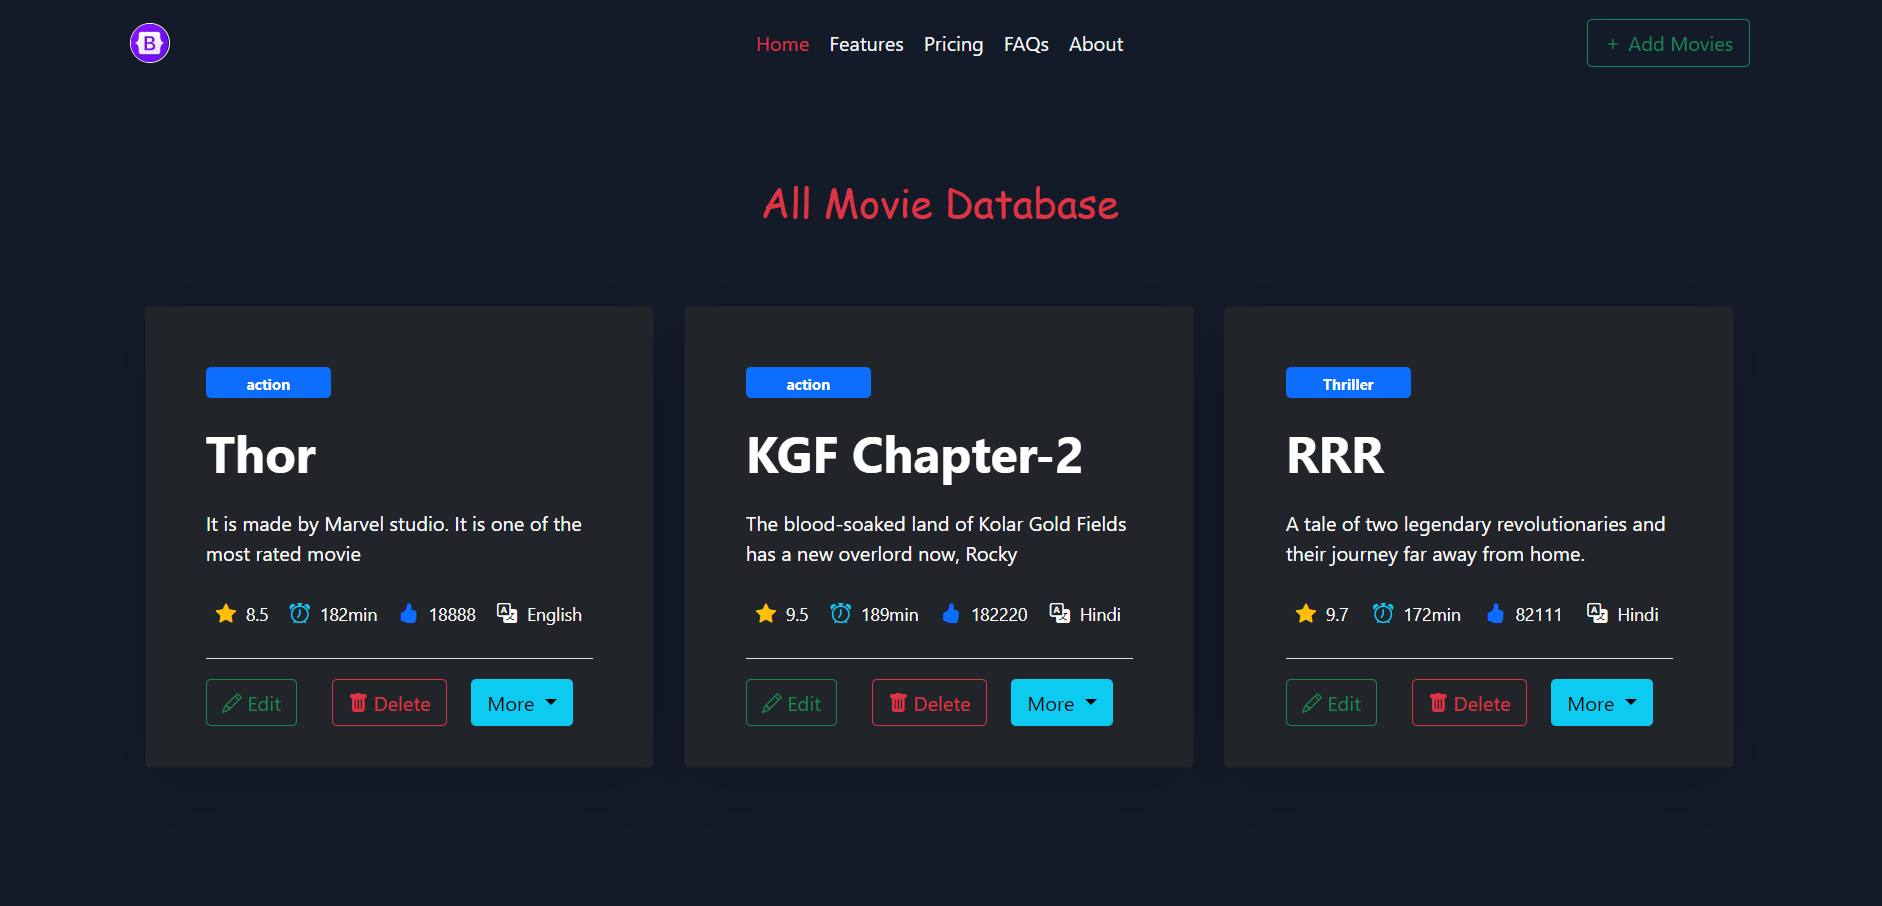 B
Home Features Pricing FAQs About
+ Add Movies
All Movie Database
action
Thor
It is made by Marvel studio. It is one of the
most rated movie
8.5 182min 18888 English
Edit Delete More
action
KGF Chapter-2
The blood-soaked land of Kolar Gold Fields
has a new overlord now, Rocky
9.5 189min 182220 Hindi
Edit Delete More
Thriller
RRR
A tale of two legendary revolutionaries and
their journey far away from home.
9.7 172min 82111 Hindi
Edit Delete More